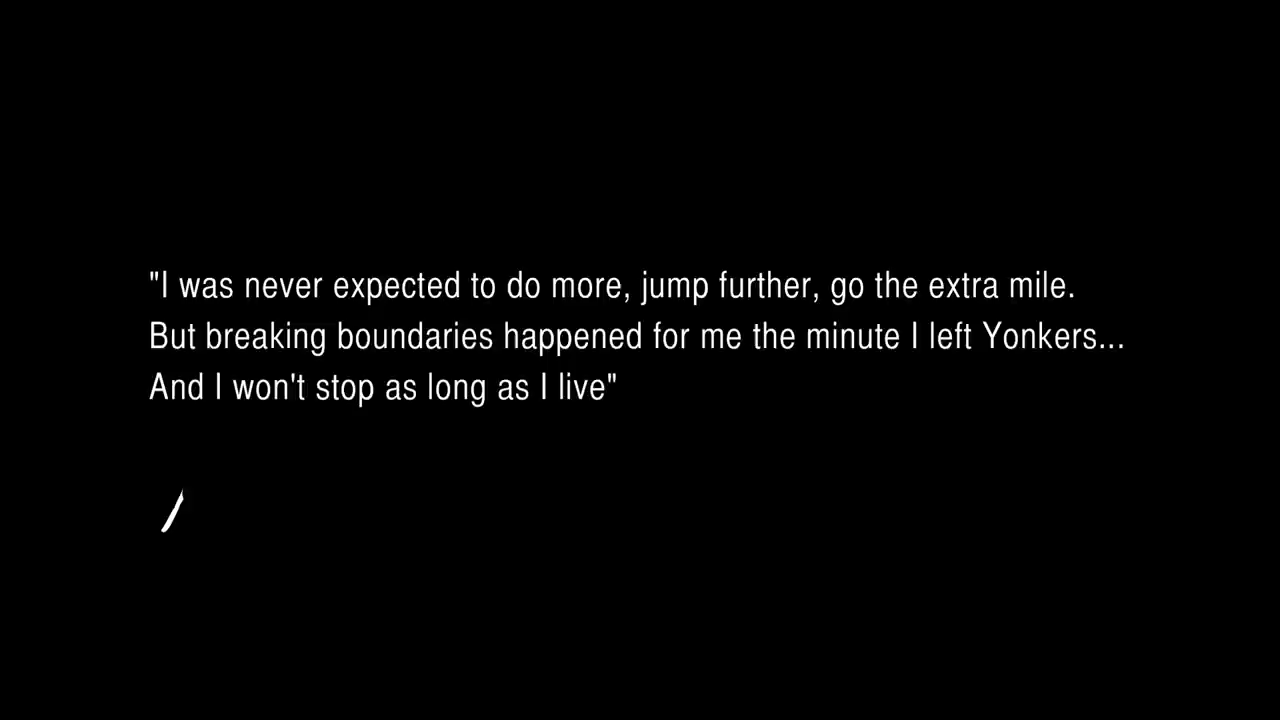 "I was never expected to do more, jump further, go the extra mile.
But breaking boundaries happened for me the minute I left Yonkers...
And I won't stop as long as I live"